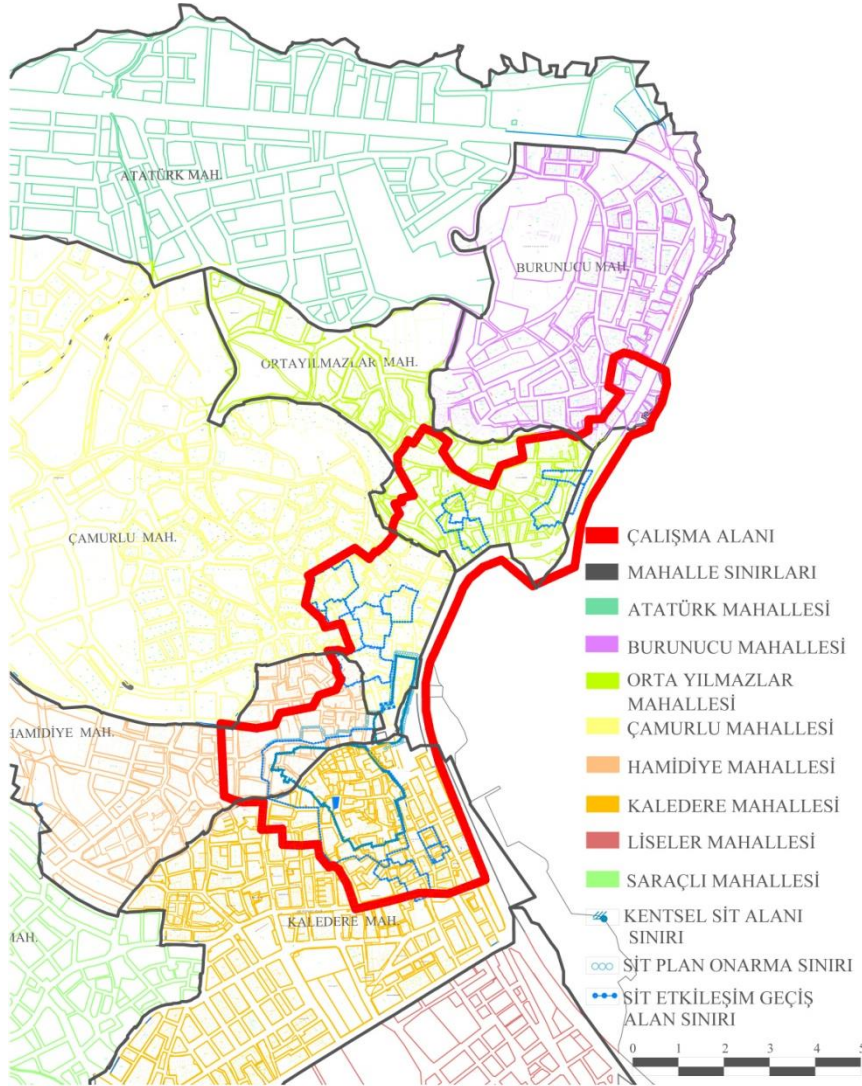 ATATÜRK MAH.
BURUNUCU MAH.
ORTAYILMAZLAR MAH.
ÇAMURLU MAH.
HAMİDİYE MAH.
KALEDERE MAH.
MAH.
ÇALIŞMA ALANI
MAHALLE SINIRLARI
ATATÜRK MAHALLESİ
BURUNUCU MAHALLESİ
ORTA YILMAZLAR
MAHALLESİ
ÇAMURLU MAHALLESİ
HAMİDİYE MAHALLESİ
KALEDERE MAHALLESİ
LİSELER MAHALLESİ
SARAÇLI MAHALLESİ
KENTSEL SİT ALANI
SINIRI
SİT PLAN ONARMA SINIRI
SİT ETKİLEŞİM GEÇİŞ
ALAN SINIRI
0 1 2 3 4 5